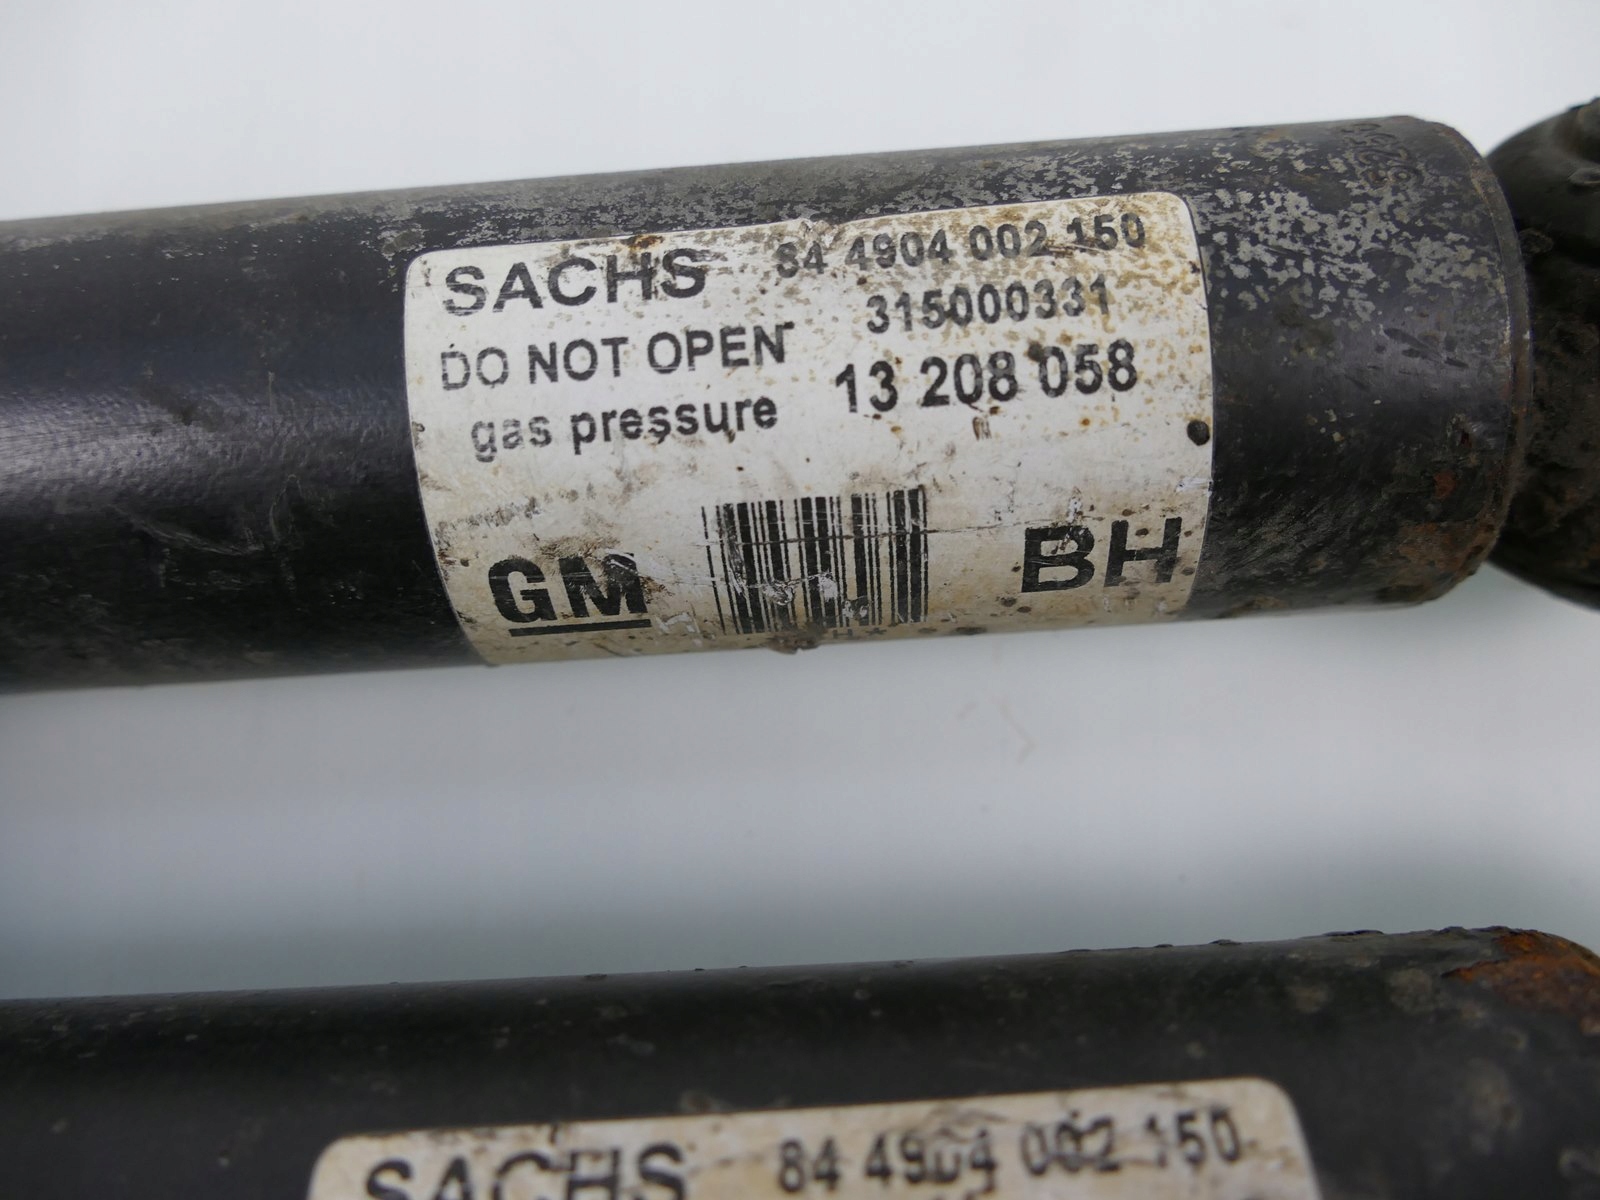 SACHS 84 4904 002 150
DO NOT OPEN 315000331
gas pressure 13 208 058
GM BH
SACHS 84 4904 002 150